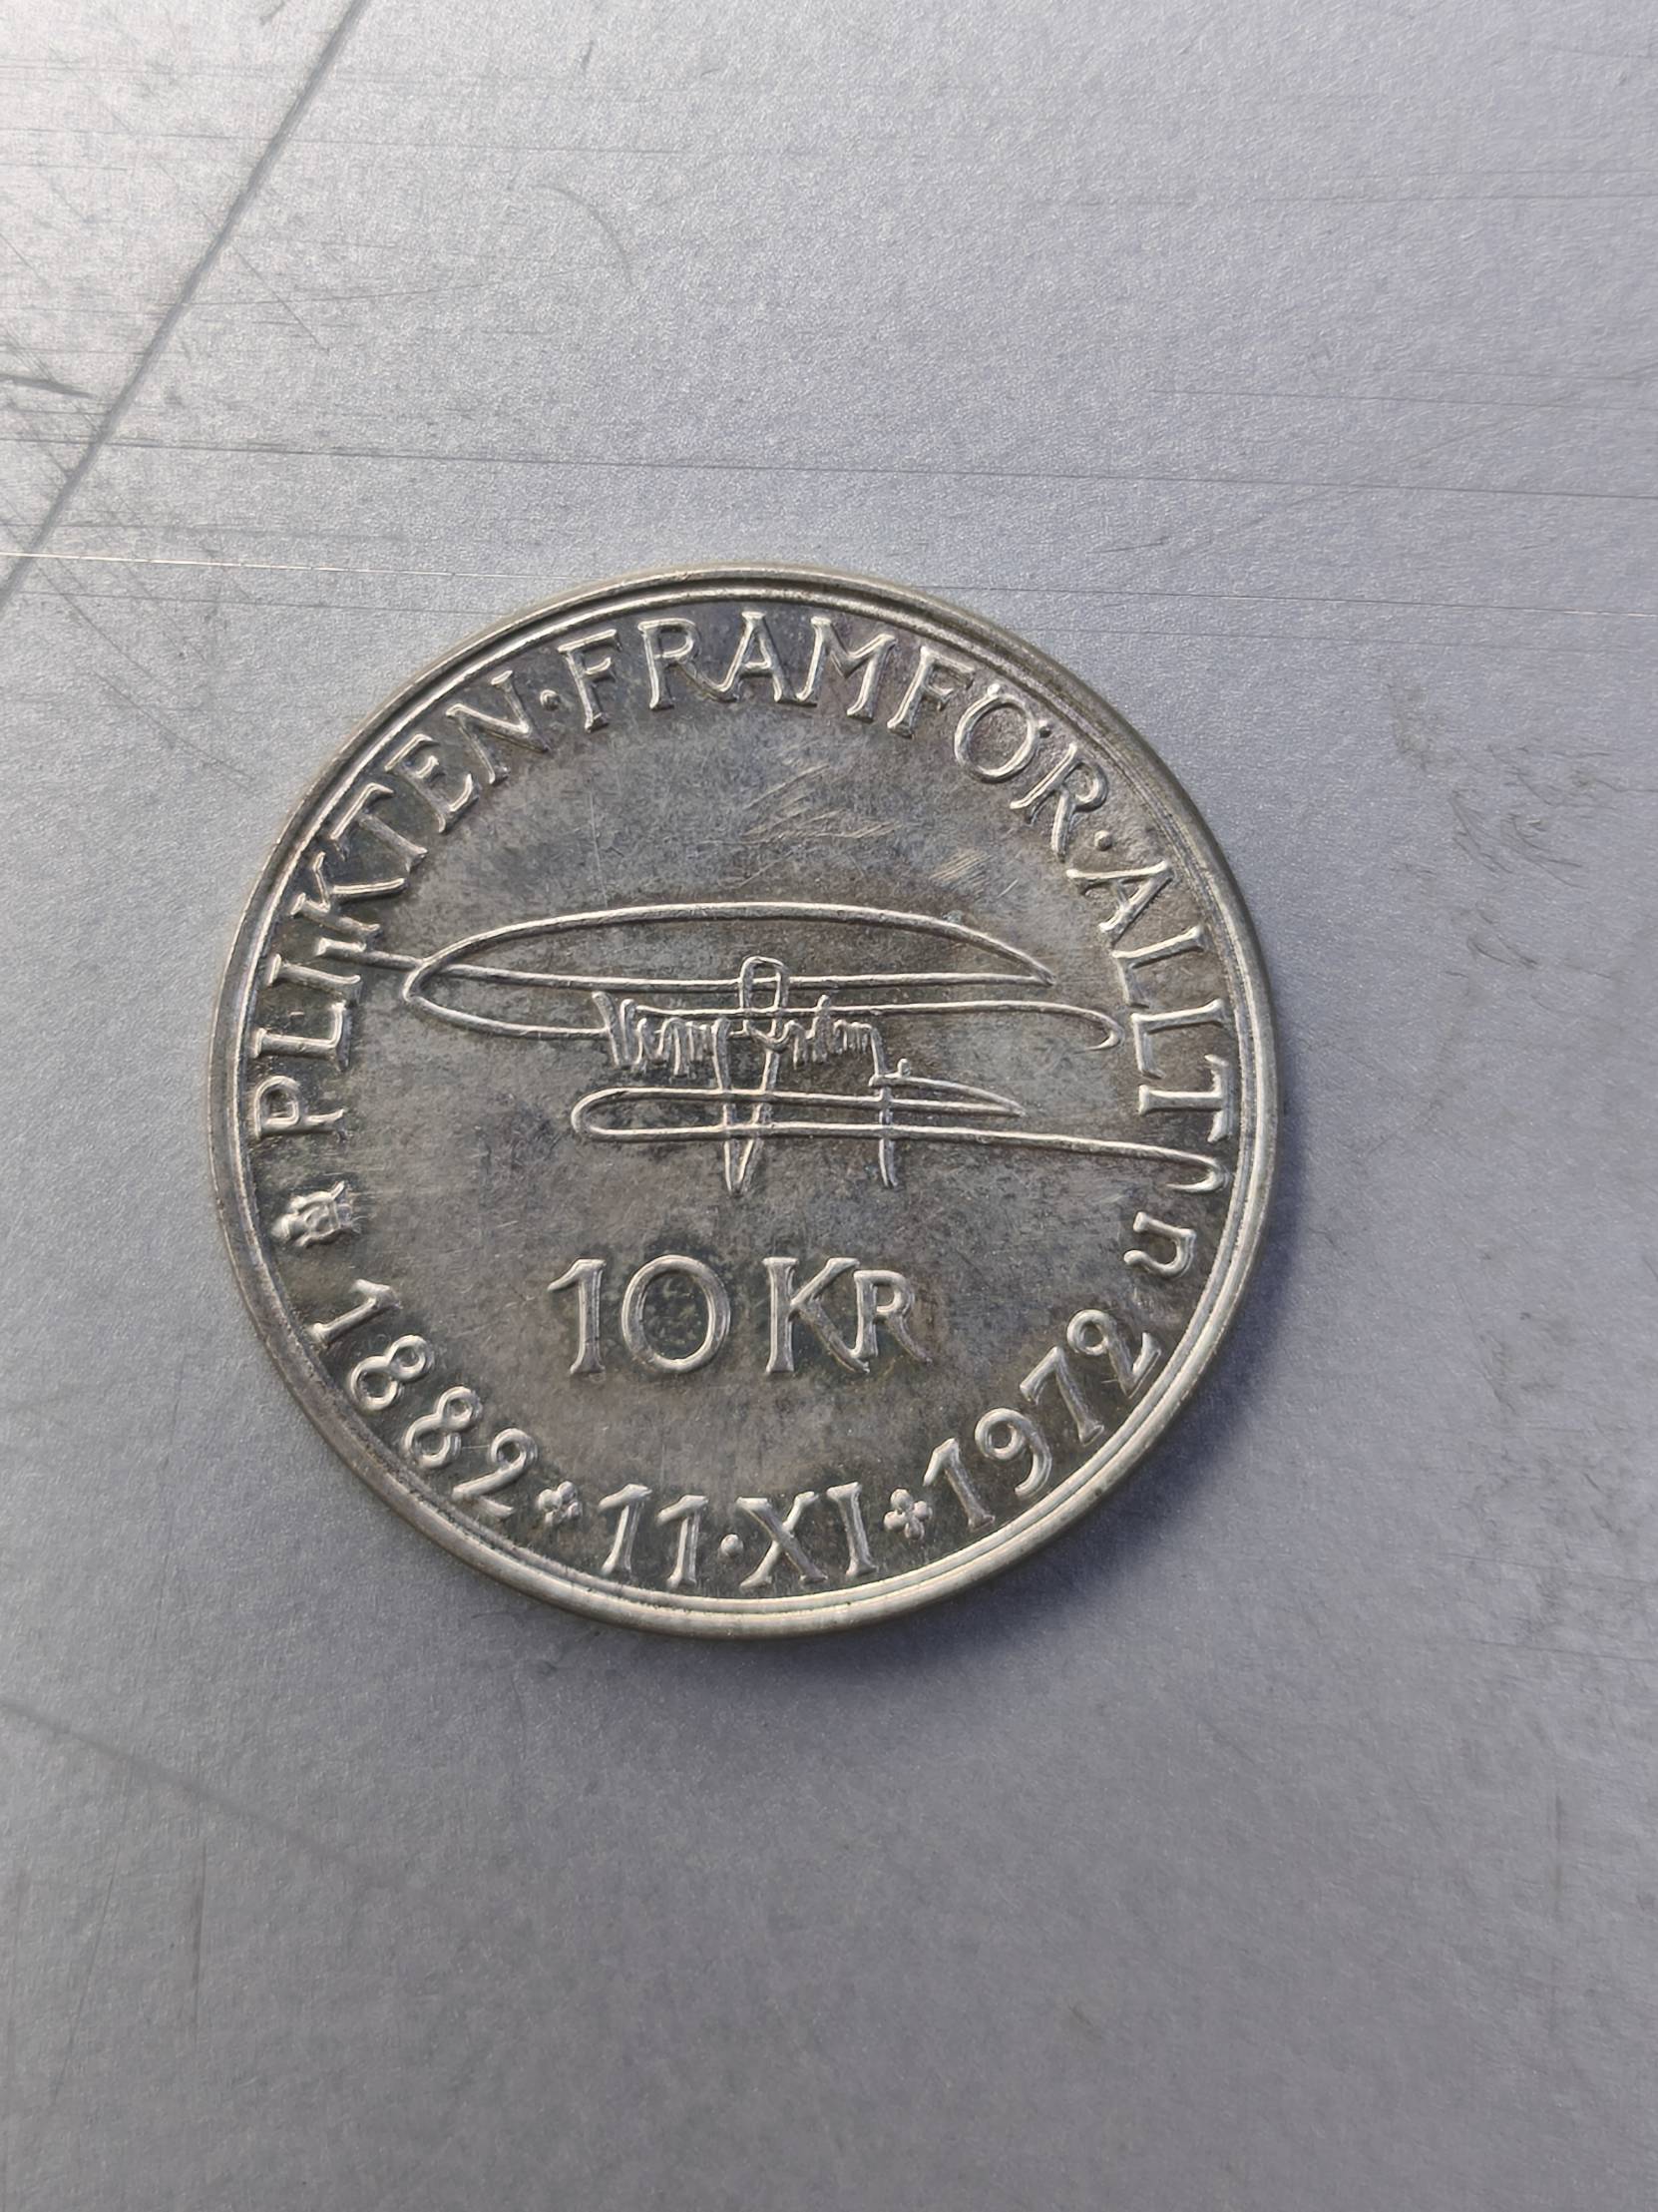 PLIKTEN·FRAMFÖR·ALLT
10 KR
U
1882 11·XI 1972